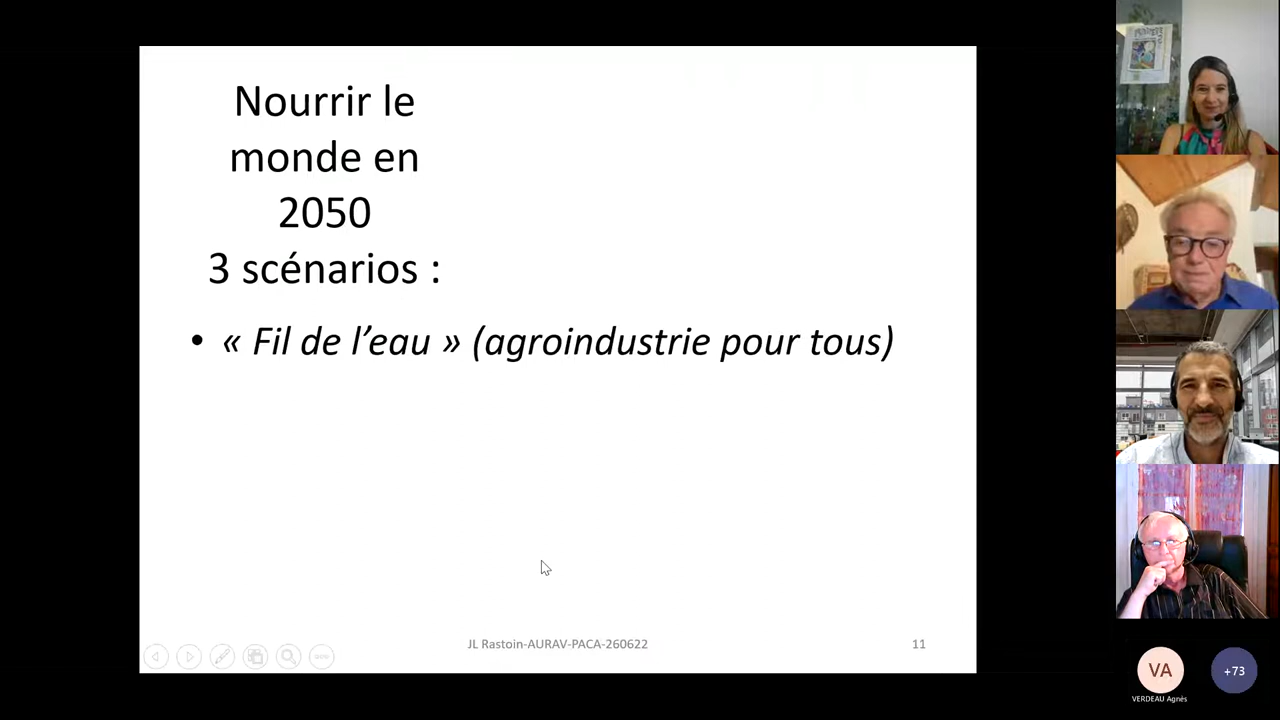 Nourrir le
monde en
2050
3 scénarios :
• « Fil de l’eau » (agroindustrie pour tous)
JL Rastoin-AURAV-PACA-260622
11
VA
+73
VERDEAU Agnès